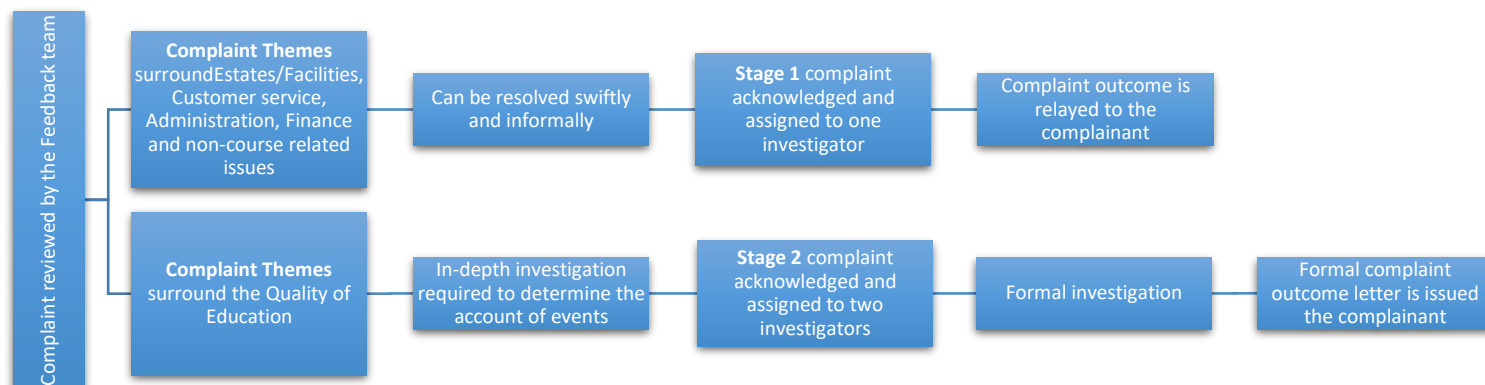 Complaint reviewed by the Feedback team
Complaint Themes
surroundEstates/Facilities,
Customer service,
Administration, Finance
and non-course related
issues
Can be resolved swiftly
and informally
Stage 1 complaint
acknowledged and
assigned to one
investigator
Complaint outcome is
relayed to the
complainant
Complaint Themes
surround the Quality of
Education
In-depth investigation
required to determine the
account of events
Stage 2 complaint
acknowledged and
assigned to two
investigators
Formal investigation
Formal complaint
outcome letter is issued
the complainant